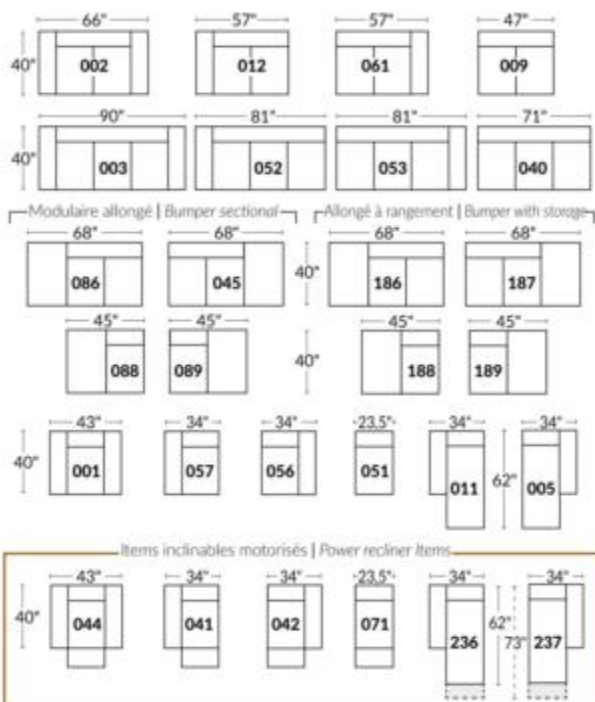 66" 57" 57" 47"
40" 002 012 061 009
90" 81" 81" 71"
40" 003 052 053 040
Modulaire allongé | Bumper sectional Allongé à rangement | Bumper with storage
68" 68" 68" 68"
086 045 40" 186 187
45" 45" 45" 45"
088 089 40" 188 189
43" 34" 34" 23.5" 34" 34"
40" 001 057 056 051 011 62" 005
Items inclinables motorisés | Power recliner Items
43" 34" 34" 23.5" 34" 34"
40" 044 041 042 071 236 62" 73" 237